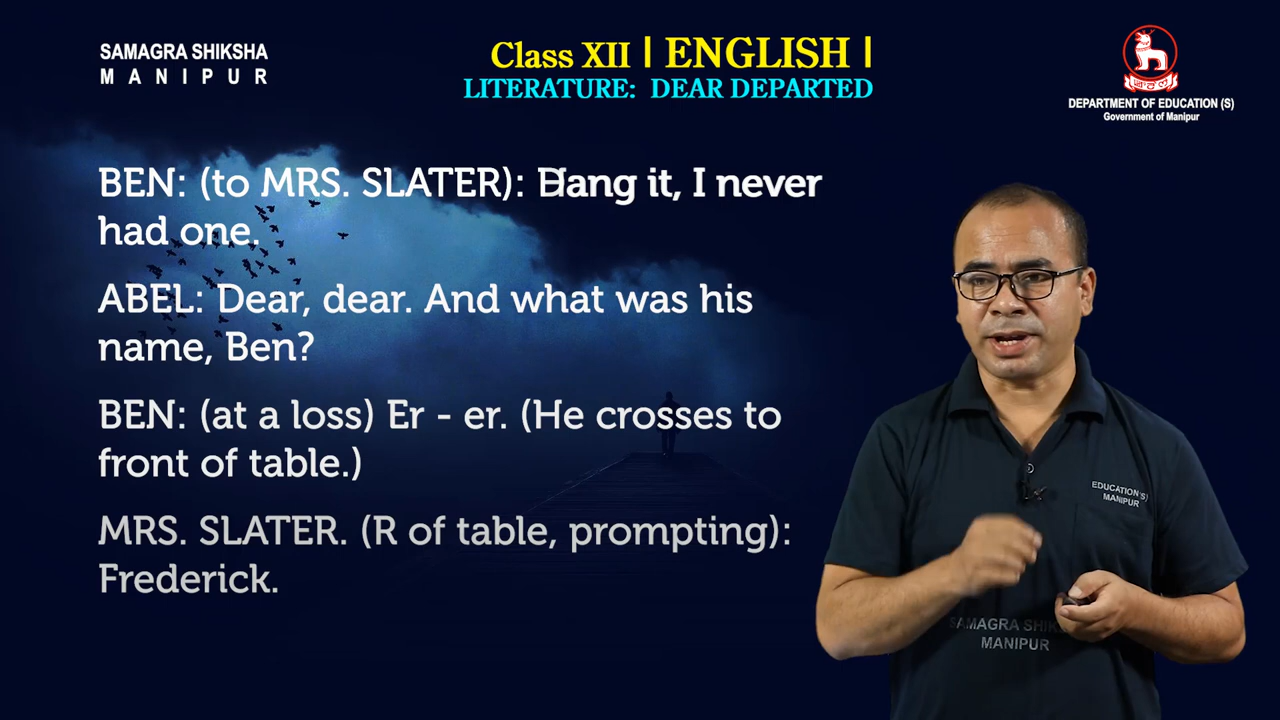 SAMAGRA SHIKSHA
MANIPUR
Class XII | ENGLISH |
LITERATURE: DEAR DEPARTED
DEPARTMENT OF EDUCATION (S)
Government of Manipur
BEN: (to MRS. SLATER): Hang it, I never
had one.
ABEL: Dear, dear. And what was his
name, Ben?
BEN: (at a loss) Er - er. (He crosses to
front of table.)
MRS. SLATER. (R of table, prompting):
Frederick.
EDUCATION(S)
MANIPUR
SAMAGRA SHIK
MANIPUR